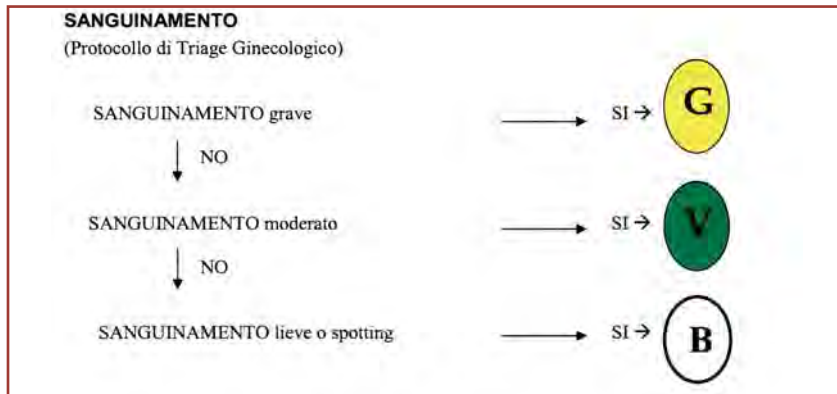 SANGUINAMENTO
(Protocollo di Triage Ginecologico)
SANGUINAMENTO grave SI → G
NO
SANGUINAMENTO moderato SI → V
NO
SANGUINAMENTO lieve o spotting SI → B